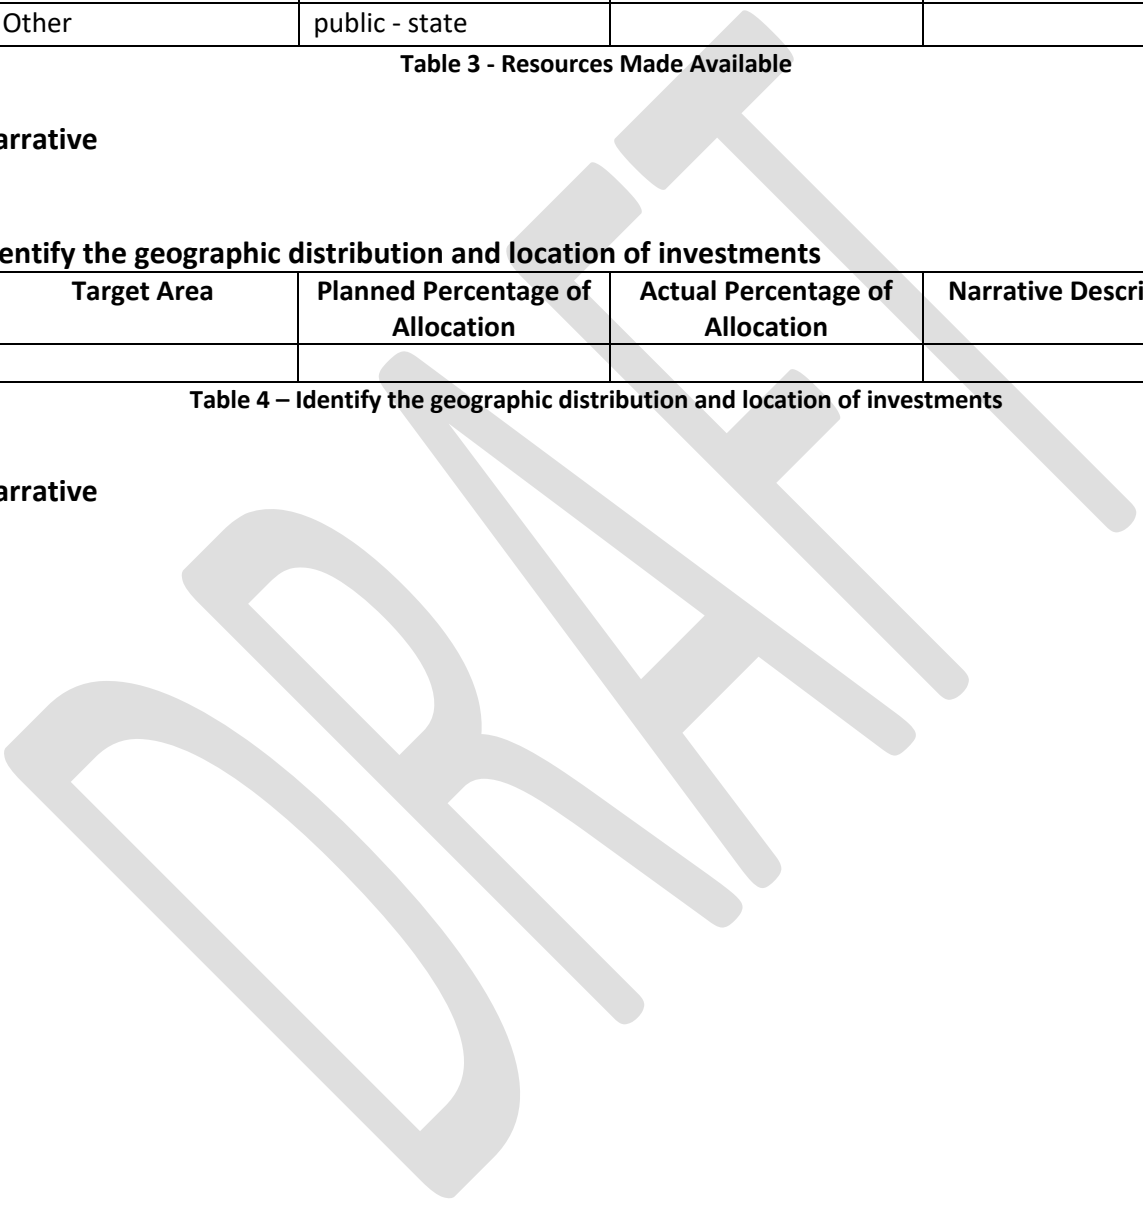 Other public - state
Table 3 - Resources Made Available
arrative
entify the geographic distribution and location of investments
Target Area Planned Percentage of Allocation Actual Percentage of Allocation Narrative Descri
Table 4 – Identify the geographic distribution and location of investments
arrative
DRAFT